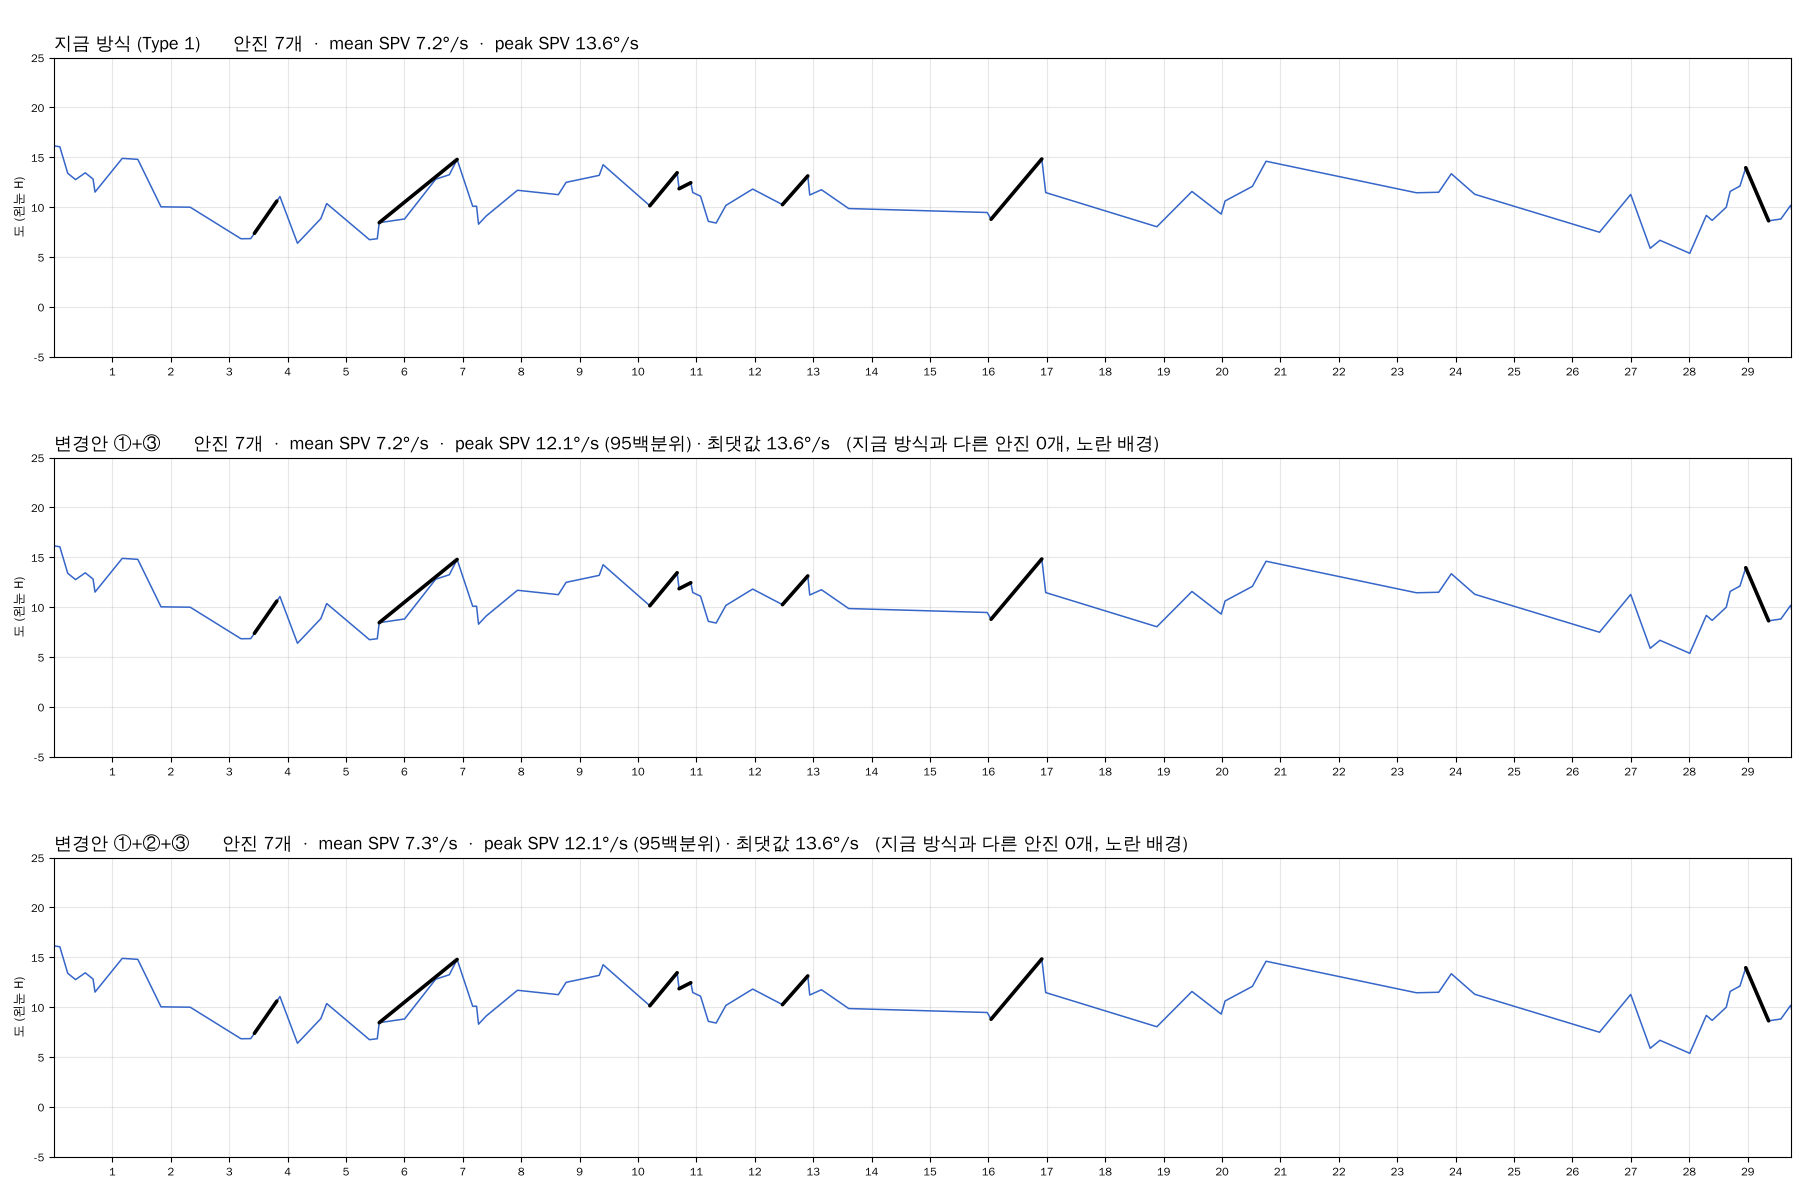 지금 방식 (Type 1) 안진 7개 · mean SPV 7.2°/s · peak SPV 13.6°/s
25
20
15
10
5
0
-5
도 (왼눈 H)
1 2 3 4 5 6 7 8 9 10 11 12 13 14 15 16 17 18 19 20 21 22 23 24 25 26 27 28 29
변경안 ①+③ 안진 7개 · mean SPV 7.2°/s · peak SPV 12.1°/s (95백분위) · 최댓값 13.6°/s (지금 방식과 다른 안진 0개, 노란 배경)
25
20
15
10
5
0
-5
도 (왼눈 H)
1 2 3 4 5 6 7 8 9 10 11 12 13 14 15 16 17 18 19 20 21 22 23 24 25 26 27 28 29
변경안 ①+②+③ 안진 7개 · mean SPV 7.3°/s · peak SPV 12.1°/s (95백분위) · 최댓값 13.6°/s (지금 방식과 다른 안진 0개, 노란 배경)
25
20
15
10
5
0
-5
도 (왼눈 H)
1 2 3 4 5 6 7 8 9 10 11 12 13 14 15 16 17 18 19 20 21 22 23 24 25 26 27 28 29